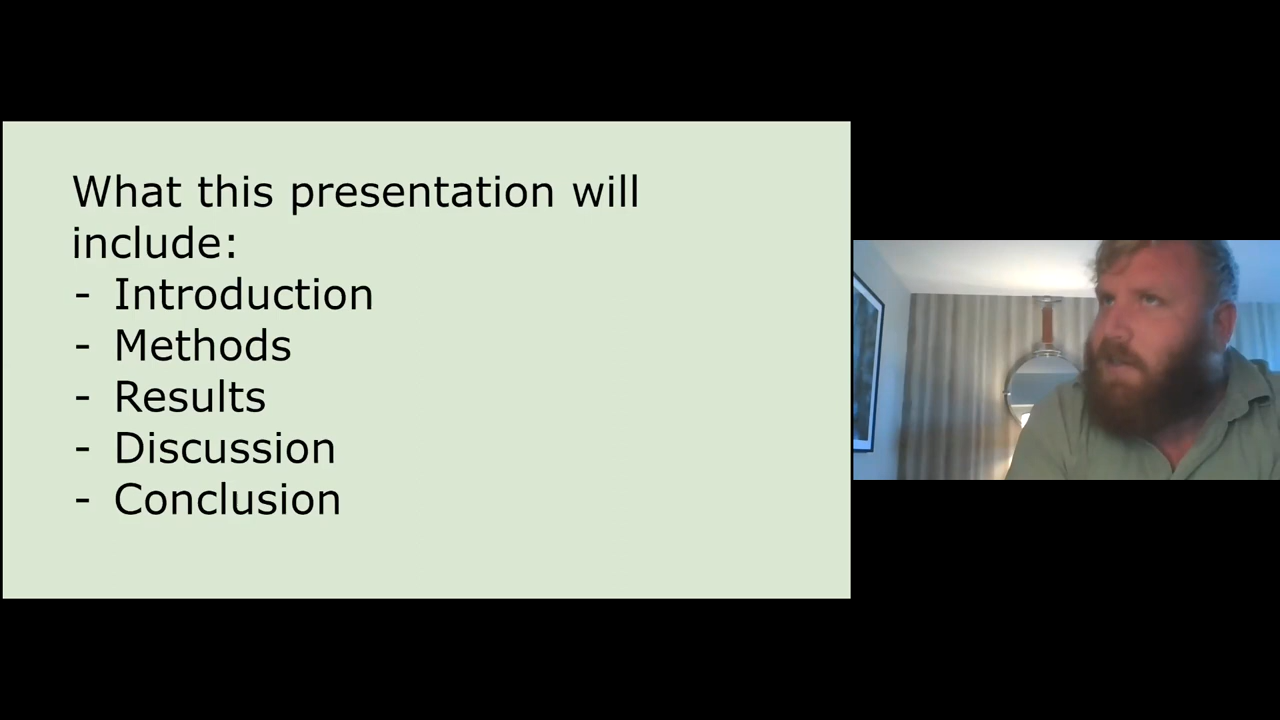 What this presentation will
include:
- Introduction
- Methods
- Results
- Discussion
- Conclusion